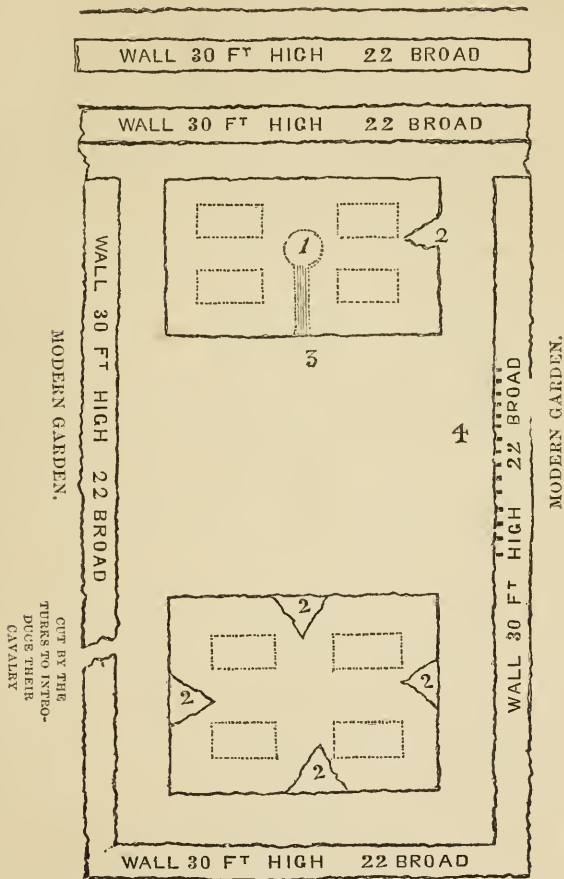 WALL 30 FT HIGH 22 BROAD
WALL 30 FT HIGH 22 BROAD
1
2
3
4
WALL 30 FT HIGH 22 BROAD
MODERN GARDEN.
WALL 30 FT HIGH 22 BROAD
MODERN GARDEN.
CUT BY THE
TURKS TO INTRO-
DUCE THEIR
CAVALRY
2
2
2
2
WALL 30 FT HIGH 22 BROAD